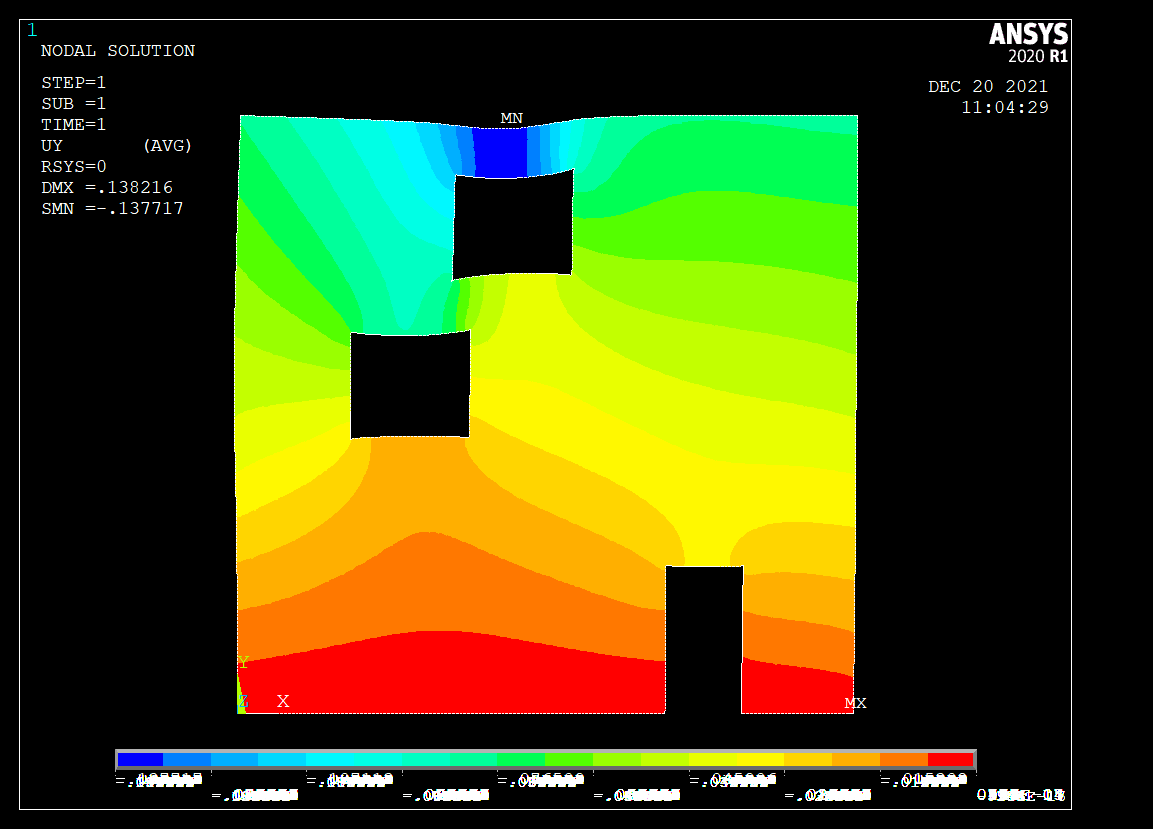 1
ANSYS
2020 R1
NODAL SOLUTION
STEP=1
SUB =1
TIME=1
UY (AVG)
RSYS=0
DMX =.138216
SMN =-.137717
DEC 20 2021
11:04:29
MN
Y
Z X
MX